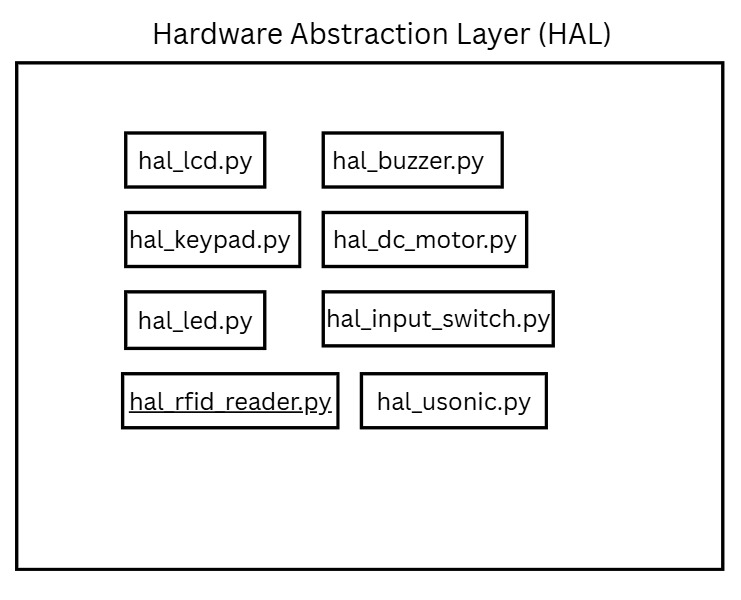 Hardware Abstraction Layer (HAL)
hal_lcd.py
hal_buzzer.py
hal_keypad.py
hal_dc_motor.py
hal_led.py
hal_input_switch.py
hal_rfid_reader.py
hal_usonic.py